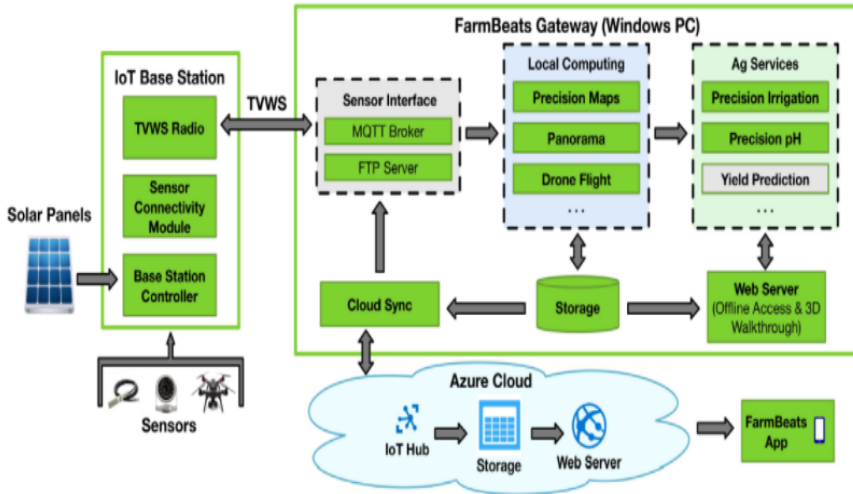 FarmBeats Gateway (Windows PC)
IoT Base Station
TVWS Radio
Sensor
Connectivity
Module
Base Station
Controller
Solar Panels
Sensors
TVWS
Sensor Interface
MQTT Broker
FTP Server
Local Computing
Precision Maps
Panorama
Drone Flight
...
Ag Services
Precision Irrigation
Precision pH
Yield Prediction
...
Cloud Sync
Storage
Web Server
(Offline Access & 3D
Walkthrough)
Azure Cloud
IoT Hub
Storage
Web Server
FarmBeats
App